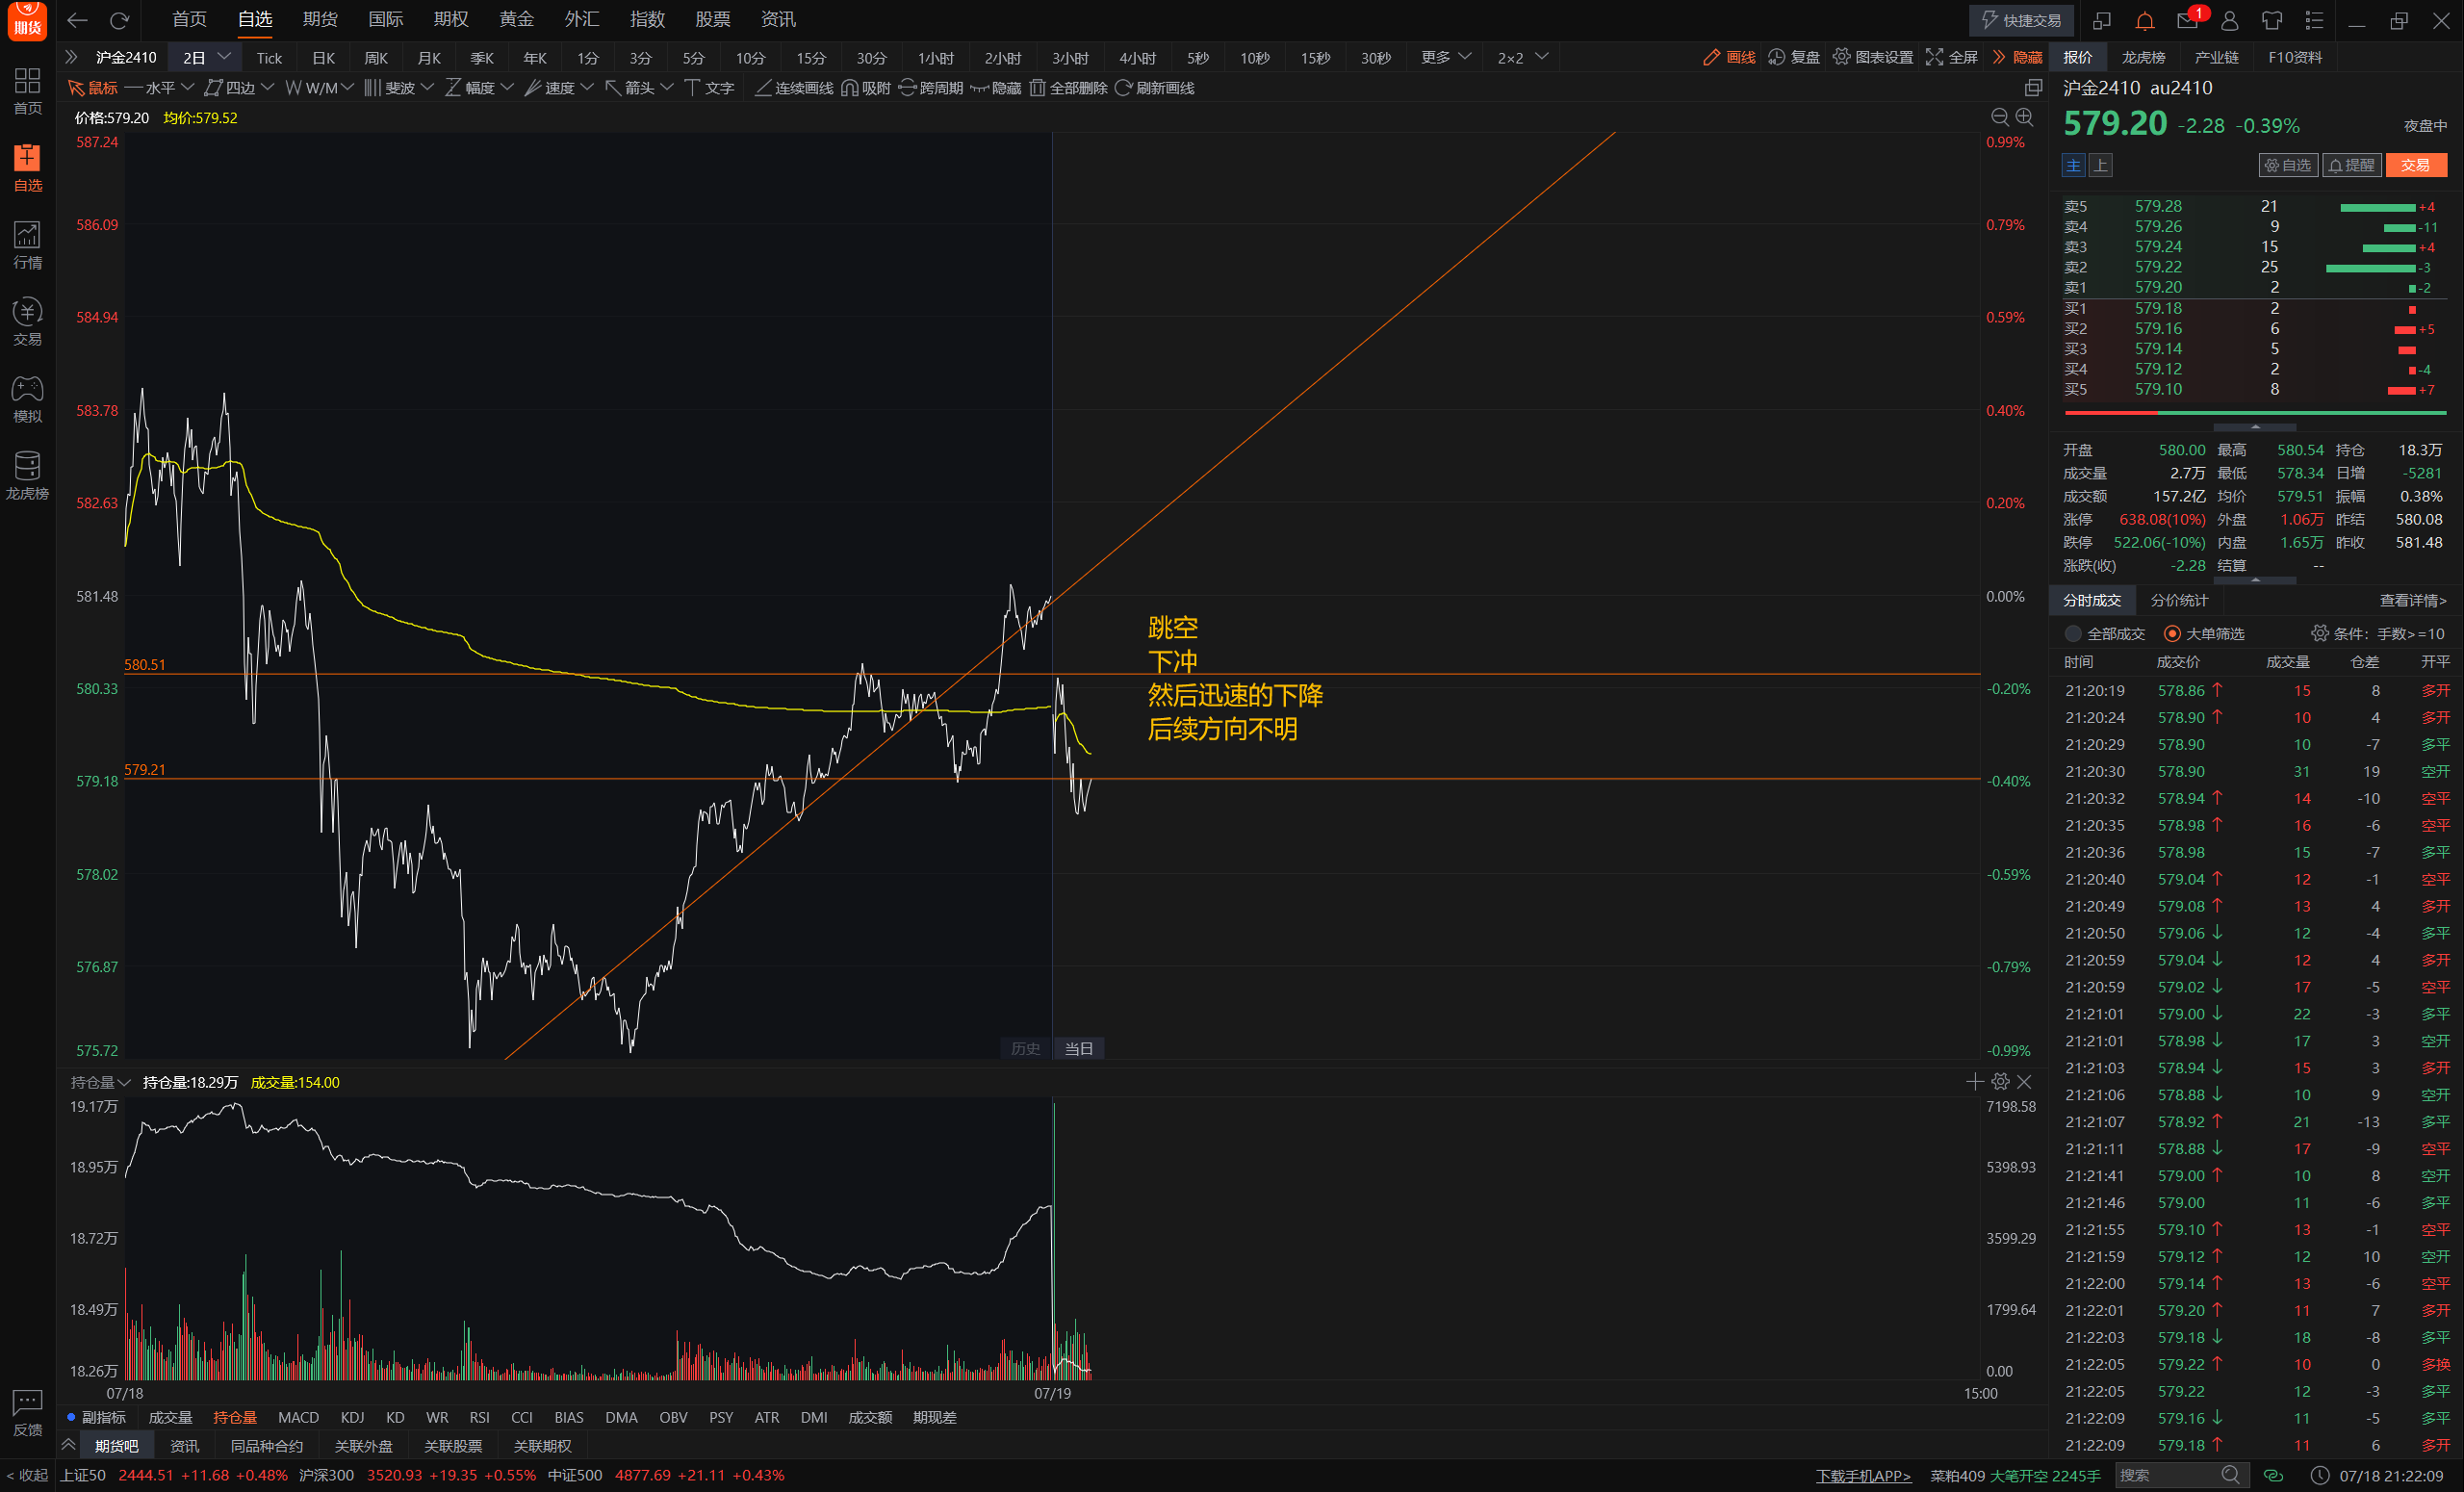 期货
首页 自选 期货 国际 期权 黄金 外汇 指数 股票 资讯
快捷交易 1
沪金2410 2日 Tick 日K 周K 月K 季K 年K 1分 3分 5分 10分 15分 30分 1小时 2小时 3小时 4小时 5秒 10秒 15秒 30秒 更多 2×2
画线 复盘 图表设置 全屏 隐藏
报价 龙虎榜 产业链 F10资料
鼠标 水平 四边 W/M 斐波 幅度 速度 箭头 文字 连续画线 吸附 跨周期 隐藏 全部删除 刷新画线
首页
自选
行情
交易
模拟
龙虎榜
反馈
价格:579.20 均价:579.52
587.24 0.99%
586.09 0.79%
584.94 0.59%
583.78 0.40%
582.63 0.20%
581.48 0.00%
580.51
580.33 -0.20%
579.21
579.18 -0.40%
578.02 -0.59%
576.87 -0.79%
575.72 -0.99%
跳空
下冲
然后迅速的下降
后续方向不明
历史 当日
持仓量 持仓量:18.29万 成交量:154.00
19.17万 7198.58
18.95万 5398.93
18.72万 3599.29
18.49万 1799.64
18.26万 0.00
07/18 07/19 15:00
副指标 成交量 持仓量 MACD KDJ KD WR RSI CCI BIAS DMA OBV PSY ATR DMI 成交额 期现差
期货吧 资讯 同品种合约 关联外盘 关联股票 关联期权
沪金2410 au2410
579.20 -2.28 -0.39% 夜盘中
主 上 自选 提醒 交易
卖5 579.28 21 +4
卖4 579.26 9 -11
卖3 579.24 15 +4
卖2 579.22 25 -3
卖1 579.20 2 -2
买1 579.18 2
买2 579.16 6 +5
买3 579.14 5
买4 579.12 2 -4
买5 579.10 8 +7
开盘 580.00 最高 580.54 持仓 18.3万
成交量 2.7万 最低 578.34 日增 -5281
成交额 157.2亿 均价 579.51 振幅 0.38%
涨停 638.08(10%) 外盘 1.06万 昨结 580.08
跌停 522.06(-10%) 内盘 1.65万 昨收 581.48
涨跌(收) -2.28 结算 --
分时成交 分价统计 查看详情>
全部成交 大单筛选 条件：手数>=10
时间 成交价 成交量 仓差 开平
21:20:19 578.86 ↑ 15 8 多开
21:20:24 578.90 ↑ 10 4 多开
21:20:29 578.90 10 -7 多平
21:20:30 578.90 31 19 空开
21:20:32 578.94 ↑ 14 -10 空平
21:20:35 578.98 ↑ 16 -6 空平
21:20:36 578.98 15 -7 多平
21:20:40 579.04 ↑ 12 -1 空平
21:20:49 579.08 ↑ 13 4 多开
21:20:50 579.06 ↓ 12 -4 多平
21:20:59 579.04 ↓ 12 4 多开
21:20:59 579.02 ↓ 17 -5 空平
21:21:01 579.00 ↓ 22 -3 多平
21:21:01 578.98 ↓ 17 3 空开
21:21:03 578.94 ↓ 15 3 多开
21:21:06 578.88 ↓ 10 9 空开
21:21:07 578.92 ↑ 21 -13 多平
21:21:11 578.88 ↓ 17 -9 空平
21:21:41 579.00 ↑ 10 8 空开
21:21:46 579.00 11 -6 多平
21:21:55 579.10 ↑ 13 -1 空平
21:21:59 579.12 ↑ 12 10 空开
21:22:00 579.14 ↑ 13 -6 空平
21:22:01 579.20 ↑ 11 7 多开
21:22:03 579.18 ↓ 18 -8 多平
21:22:05 579.22 ↑ 10 0 多换
21:22:05 579.22 12 -3 多平
21:22:09 579.16 ↓ 11 -5 多平
21:22:09 579.18 ↑ 11 6 多开
< 收起 上证50 2444.51 +11.68 +0.48% 沪深300 3520.93 +19.35 +0.55% 中证500 4877.69 +21.11 +0.43%
下载手机APP> 菜粕409 大笔开空 2245手 搜索 07/18 21:22:09